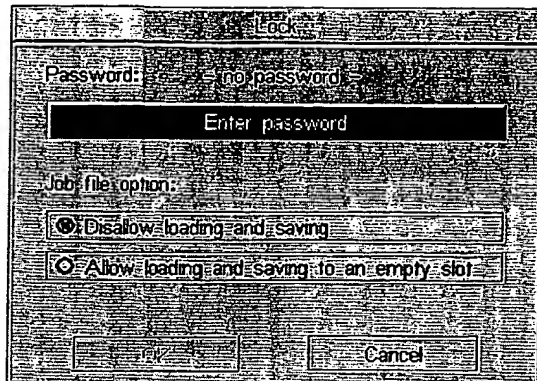 Lock
Password: - no password -
Enter password
Job file option:
Disallow loading and saving
Allow loading and saving to an empty slot
OK Cancel